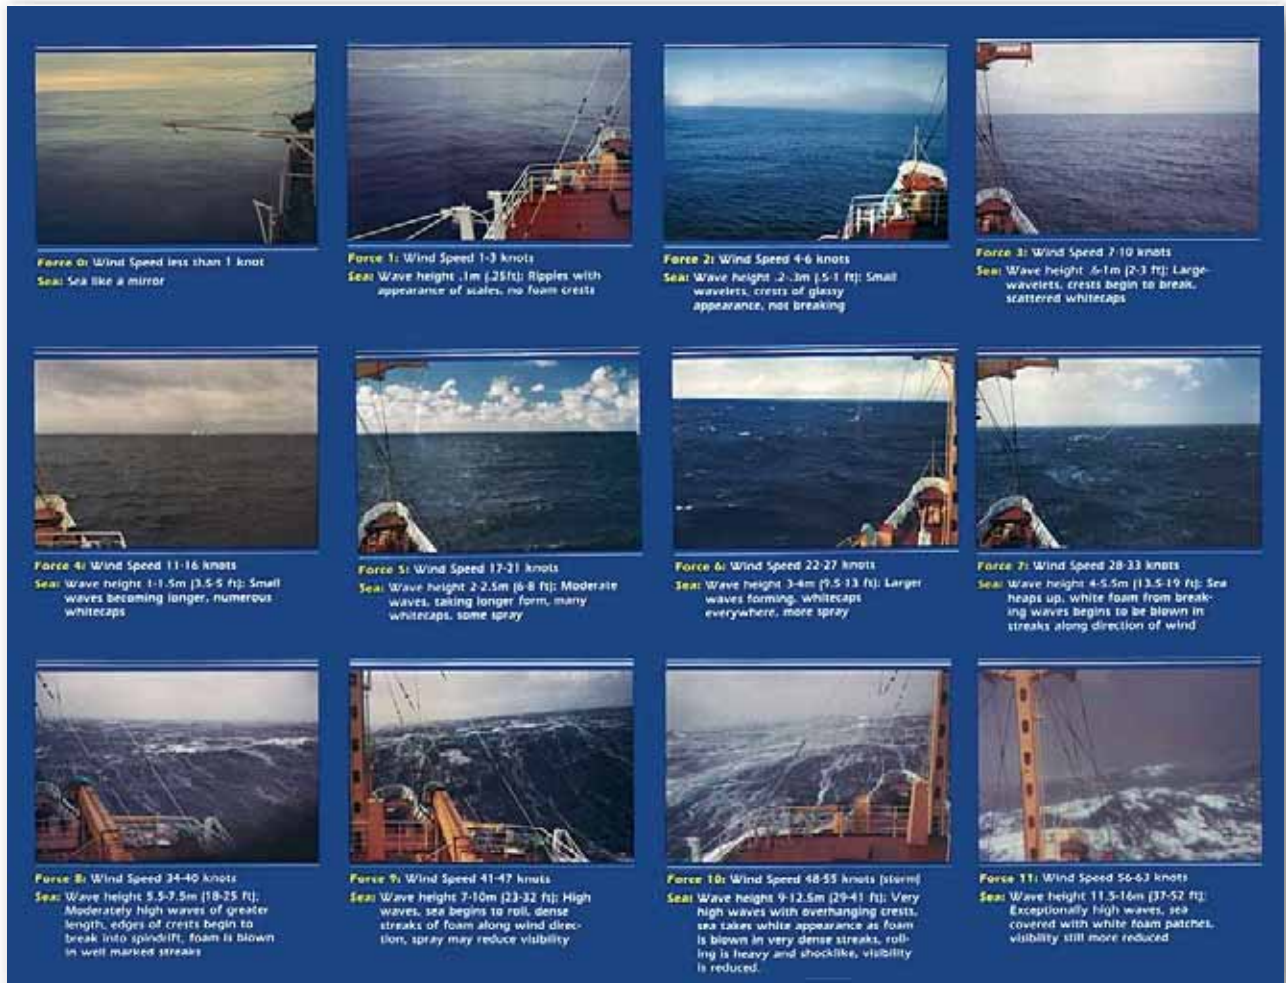 Force 0: Wind Speed less than 1 knot
Sea: Sea like a mirror
Force 1: Wind Speed 1-3 knots
Sea: Wave height .1m (.25ft); Ripples with
appearance of scales, no foam crests
Force 2: Wind Speed 4-6 knots
Sea: Wave height .2-.3m (.5-1 ft); Small
wavelets, crests of glassy
appearance, not breaking
Force 3: Wind Speed 7-10 knots
Sea: Wave height .6-1m (2-3 ft); Large-
wavelets, crests begin to break,
scattered whitecaps
Force 4: Wind Speed 11-16 knots
Sea: Wave height 1-1.5m (3.5-5 ft); Small
waves becoming longer, numerous
whitecaps
Force 5: Wind Speed 17-21 knots
Sea: Wave height 2-2.5m (6-8 ft); Moderate
waves, taking longer form, many
whitecaps, some spray
Force 6: Wind Speed 22-27 knots
Sea: Wave height 3-4m (9.5-13 ft); Larger
waves forming, whitecaps
everywhere, more spray
Force 7: Wind Speed 28-33 knots
Sea: Wave height 4-5.5m (13.5-19 ft); Sea
heaps up, white foam from break-
ing waves begins to be blown in
streaks along direction of wind
Force 8: Wind Speed 34-40 knots
Sea: Wave height 5.5-7.5m (18-25 ft);
Moderately high waves of greater
length, edges of crests begin to
break into spindrift, foam is blown
in well marked streaks
Force 9: Wind Speed 41-47 knots
Sea: Wave height 7-10m (23-32 ft); High
waves, sea begins to roll, dense
streaks of foam along wind direc-
tion, spray may reduce visibility
Force 10: Wind Speed 48-55 knots (storm)
Sea: Wave height 9-12.5m (29-41 ft); Very
high waves with overhanging crests,
sea takes white appearance as foam
is blown in very dense streaks, roll-
ing is heavy and shocklike, visibility
is reduced.
Force 11: Wind Speed 56-63 knots
Sea: Wave height 11.5-16m (37-52 ft);
Exceptionally high waves, sea
covered with white foam patches,
visibility still more reduced